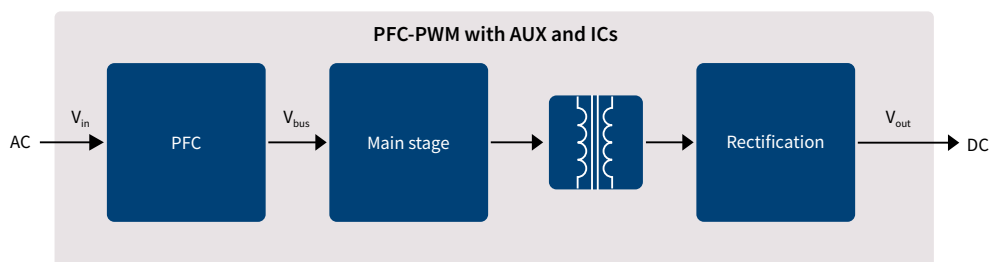 PFC-PWM with AUX and ICs
AC
Vin
PFC
Vbus
Main stage
Rectification
Vout
DC